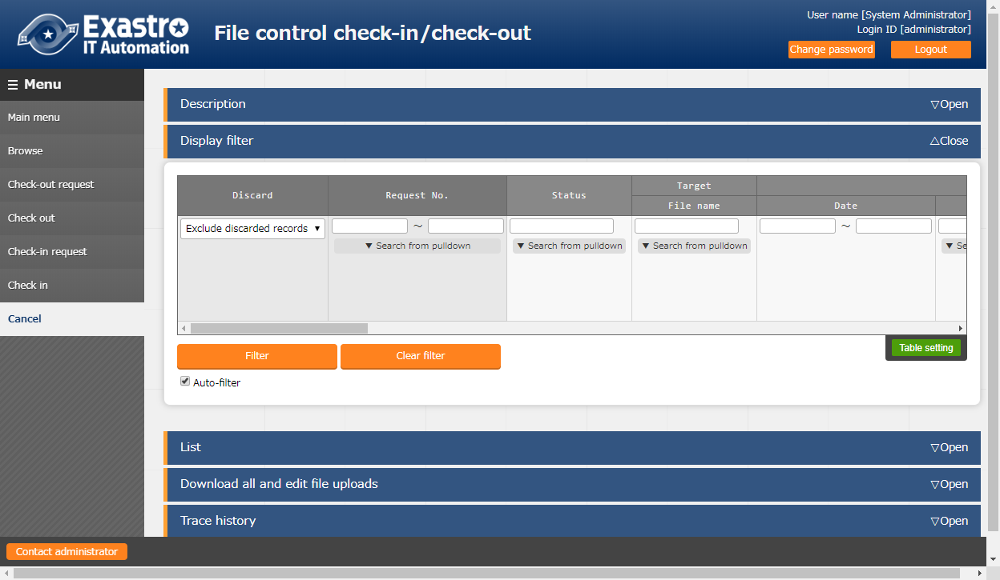 Exastro
IT Automation
File control check-in/check-out
User name [System Administrator]
Login ID [administrator]
Change password
Logout
☰ Menu
Main menu
Browse
Check-out request
Check out
Check-in request
Check in
Cancel
Description
▽Open
Display filter
△Close
Discard
Request No.
Status
Target
File name
Date
Exclude discarded records ▼
~
~
▼ Search from pulldown
▼ Search from pulldown
▼ Search from pulldown
▼ Se
Filter
Clear filter
Table setting
Auto-filter
List
▽Open
Download all and edit file uploads
▽Open
Trace history
▽Open
Contact administrator